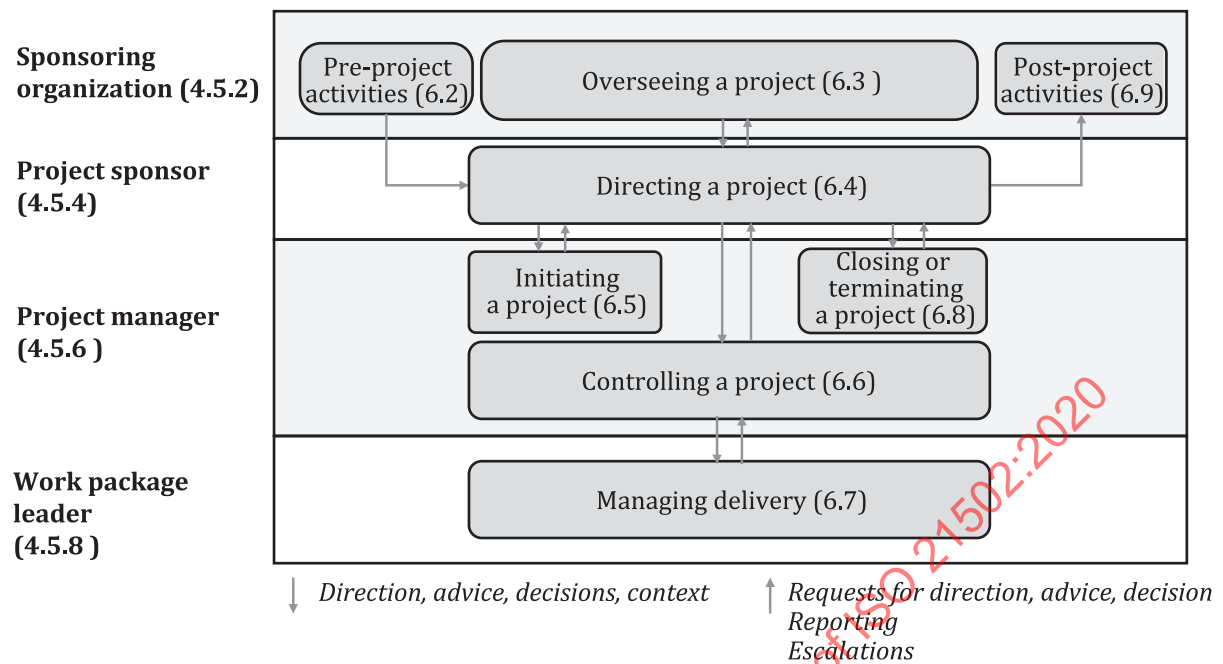 Sponsoring
organization (4.5.2)
Pre-project
activities (6.2)
Overseeing a project (6.3 )
Post-project
activities (6.9)
Project sponsor
(4.5.4)
Directing a project (6.4)
Project manager
(4.5.6 )
Initiating
a project (6.5)
Closing or
terminating
a project (6.8)
Controlling a project (6.6)
Work package
leader
(4.5.8 )
Managing delivery (6.7)
Direction, advice, decisions, context
Requests for direction, advice, decision
Reporting
Escalations
of ISO 21502:2020